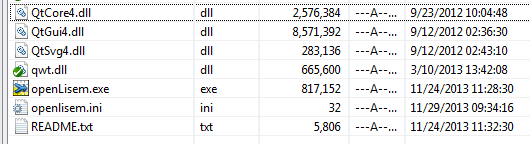 QtCore4.dll dll 2,576,384 ---A--... 9/23/2012 10:04:48
QtGui4.dll dll 8,571,392 ---A--... 9/12/2012 02:36:30
QtSvg4.dll dll 283,136 ---A--... 9/12/2012 02:43:10
qwt.dll dll 665,600 ---A--... 3/10/2013 13:42:08
openLisem.exe exe 817,152 ---A--... 11/24/2013 11:28:30
openlisem.ini ini 32 ---A--... 11/29/2013 09:34:16
README.txt txt 5,806 ---A--... 11/24/2013 11:32:30